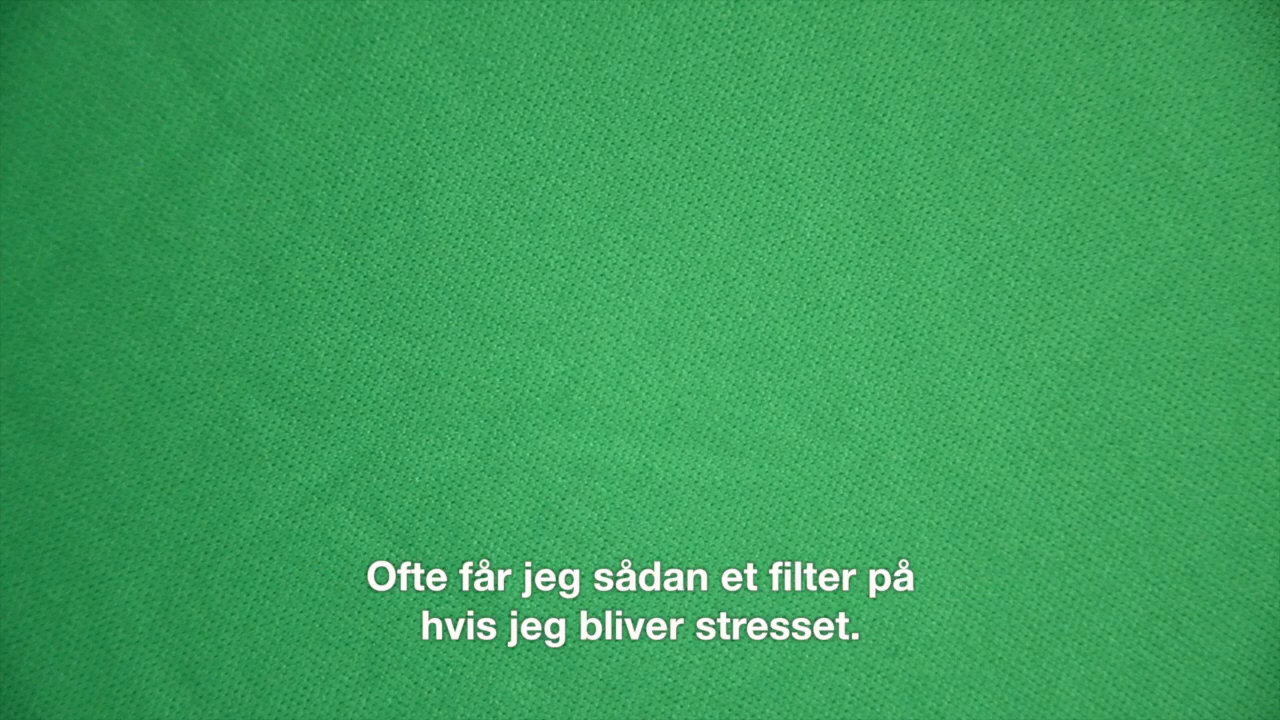 Ofte får jeg sådan et filter på
hvis jeg bliver stresset.